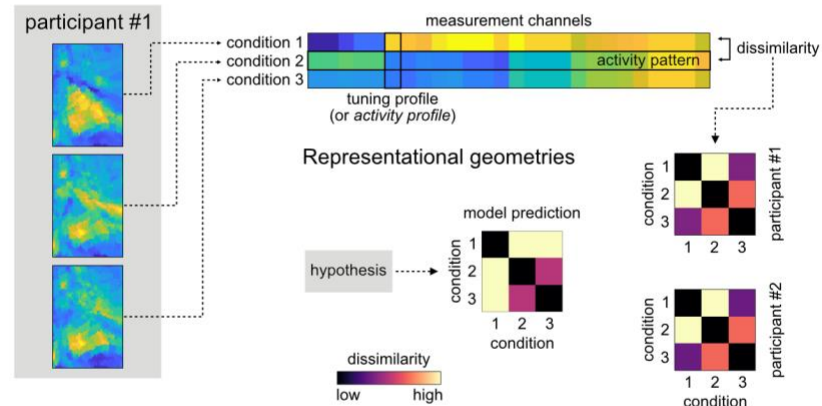 participant #1
measurement channels
condition 1
condition 2
condition 3
activity pattern
dissimilarity
tuning profile
(or activity profile)
Representational geometries
hypothesis
model prediction
condition
1
2
3
1 2 3
condition
dissimilarity
low high
condition
1
2
3
1 2 3
participant #1
condition
1
2
3
1 2 3
condition
participant #2